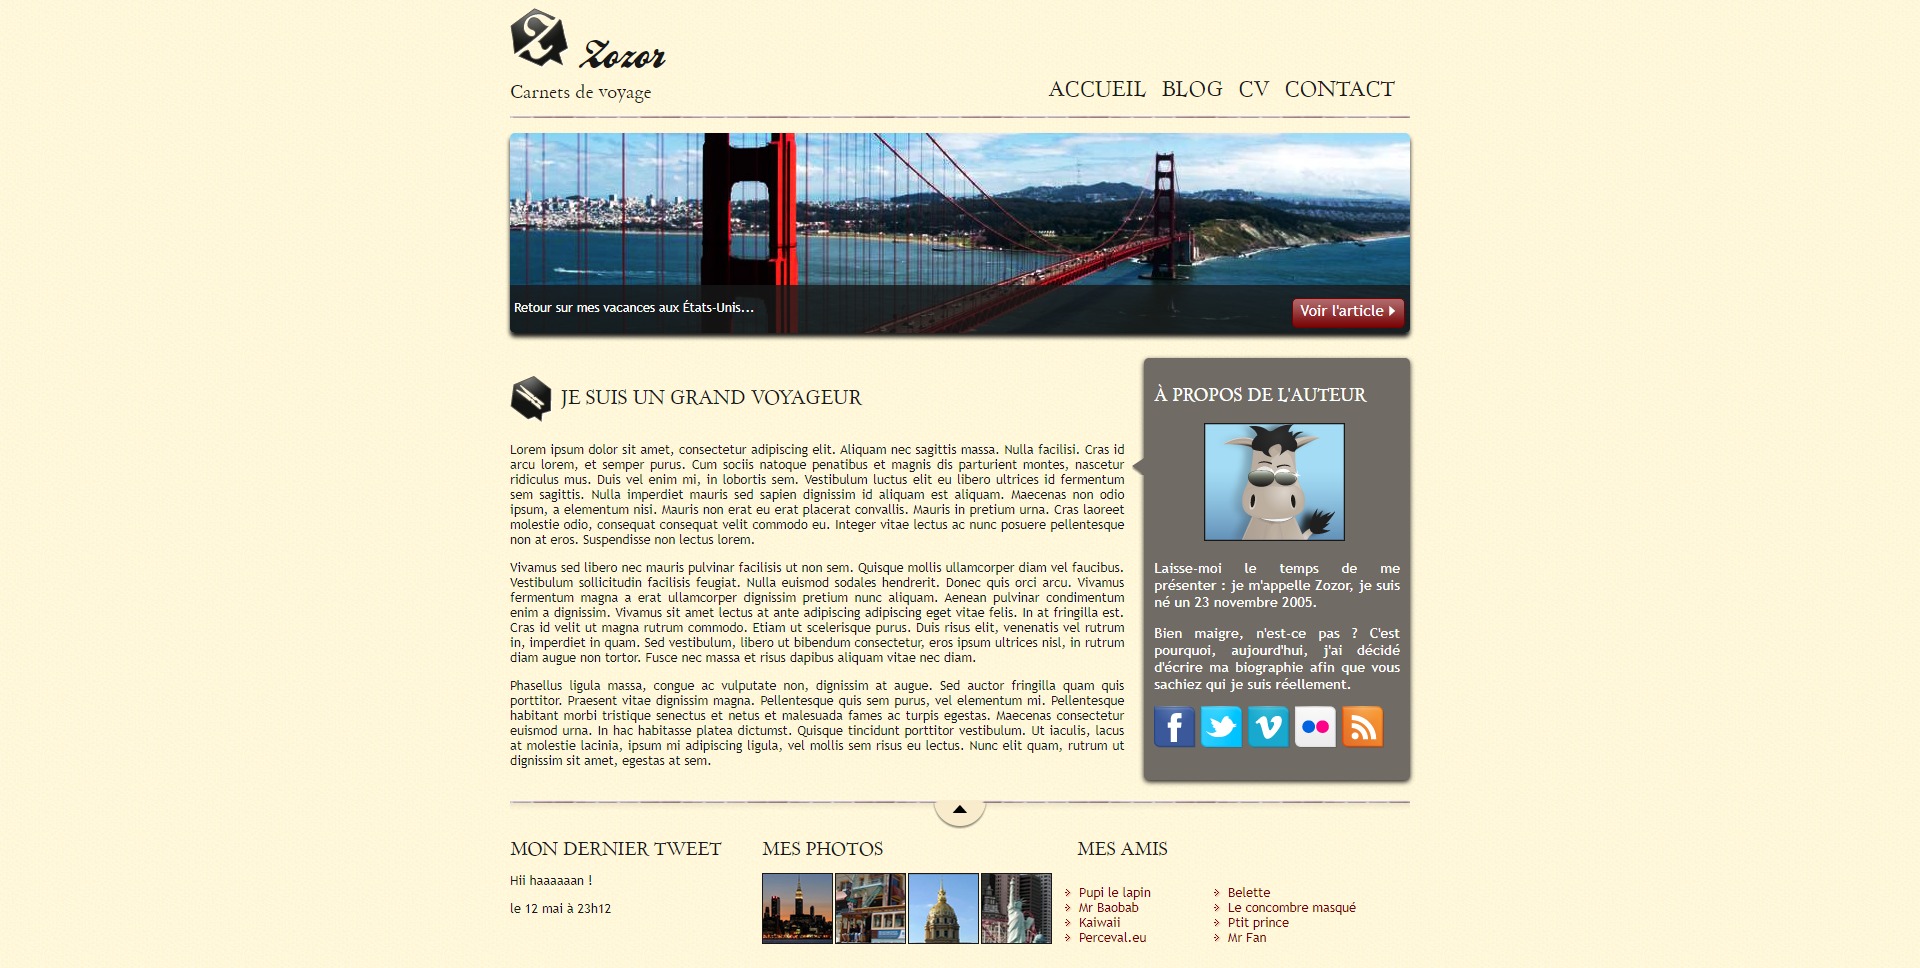 Zozor
Carnets de voyage
ACCUEIL BLOG CV CONTACT
Retour sur mes vacances aux États-Unis...
Voir l'article
JE SUIS UN GRAND VOYAGEUR
Lorem ipsum dolor sit amet, consectetur adipiscing elit. Aliquam nec sagittis massa. Nulla facilisi. Cras id
arcu lorem, et semper purus. Cum sociis natoque penatibus et magnis dis parturient montes, nascetur
ridiculus mus. Duis vel enim mi, in lobortis sem. Vestibulum luctus elit eu libero ultrices id fermentum
sem sagittis. Nulla imperdiet mauris sed sapien dignissim id aliquam est aliquam. Maecenas non odio
ipsum, a elementum nisi. Mauris non erat eu erat placerat convallis. Mauris in pretium urna. Cras laoreet
molestie odio, consequat consequat velit commodo eu. Integer vitae lectus ac nunc posuere pellentesque
non at eros. Suspendisse non lectus lorem.
Vivamus sed libero nec mauris pulvinar facilisis ut non sem. Quisque mollis ullamcorper diam vel faucibus.
Vestibulum sollicitudin facilisis feugiat. Nulla euismod sodales hendrerit. Donec quis orci arcu. Vivamus
fermentum magna a erat ullamcorper dignissim pretium nunc aliquam. Aenean pulvinar condimentum
enim a dignissim. Vivamus sit amet lectus at ante adipiscing adipiscing eget vitae felis. In at fringilla est.
Cras id velit ut magna rutrum commodo. Etiam ut scelerisque purus. Duis risus elit, venenatis vel rutrum
in, imperdiet in quam. Sed vestibulum, libero ut bibendum consectetur, eros ipsum ultrices nisl, in rutrum
diam augue non tortor. Fusce nec massa et risus dapibus aliquam vitae nec diam.
Phasellus ligula massa, congue ac vulputate non, dignissim at augue. Sed auctor fringilla quam quis
porttitor. Praesent vitae dignissim magna. Pellentesque quis sem purus, vel elementum mi. Pellentesque
habitant morbi tristique senectus et netus et malesuada fames ac turpis egestas. Maecenas consectetur
euismod urna. In hac habitasse platea dictumst. Quisque tincidunt porttitor vestibulum. Ut iaculis, lacus
at molestie lacinia, ipsum mi adipiscing ligula, vel mollis sem risus eu lectus. Nunc elit quam, rutrum ut
dignissim sit amet, egestas at sem.
À PROPOS DE L'AUTEUR
Laisse-moi le temps de me
présenter : je m'appelle Zozor, je suis
né un 23 novembre 2005.
Bien maigre, n'est-ce pas ? C'est
pourquoi, aujourd'hui, j'ai décidé
d'écrire ma biographie afin que vous
sachiez qui je suis réellement.
MON DERNIER TWEET
Hii haaaaaan !
le 12 mai à 23h12
MES PHOTOS
MES AMIS
Pupi le lapin
Mr Baobab
Kaiwaii
Perceval.eu
Belette
Le concombre masqué
Ptit prince
Mr Fan